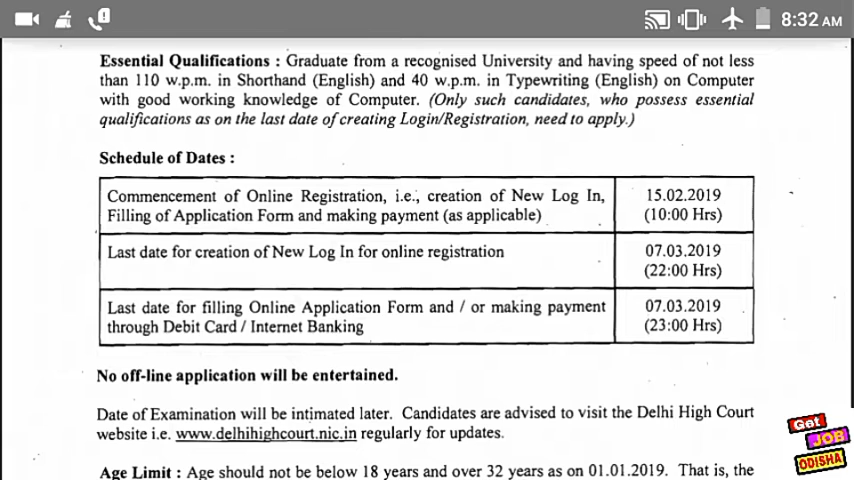 8:32 AM
Essential Qualifications : Graduate from a recognised University and having speed of not less
than 110 w.p.m. in Shorthand (English) and 40 w.p.m. in Typewriting (English) on Computer
with good working knowledge of Computer. (Only such candidates, who possess essential
qualifications as on the last date of creating Login/Registration, need to apply.)
Schedule of Dates :
Commencement of Online Registration, i.e., creation of New Log In,
Filling of Application Form and making payment (as applicable)
15.02.2019
(10:00 Hrs)
Last date for creation of New Log In for online registration
07.03.2019
(22:00 Hrs)
Last date for filling Online Application Form and / or making payment
through Debit Card / Internet Banking
07.03.2019
(23:00 Hrs)
No off-line application will be entertained.
Date of Examination will be intimated later. Candidates are advised to visit the Delhi High Court
website i.e. www.delhihighcourt.nic.in regularly for updates.
Age Limit : Age should not be below 18 years and over 32 years as on 01.01.2019. That is, the
Get
JOB
ODISHA